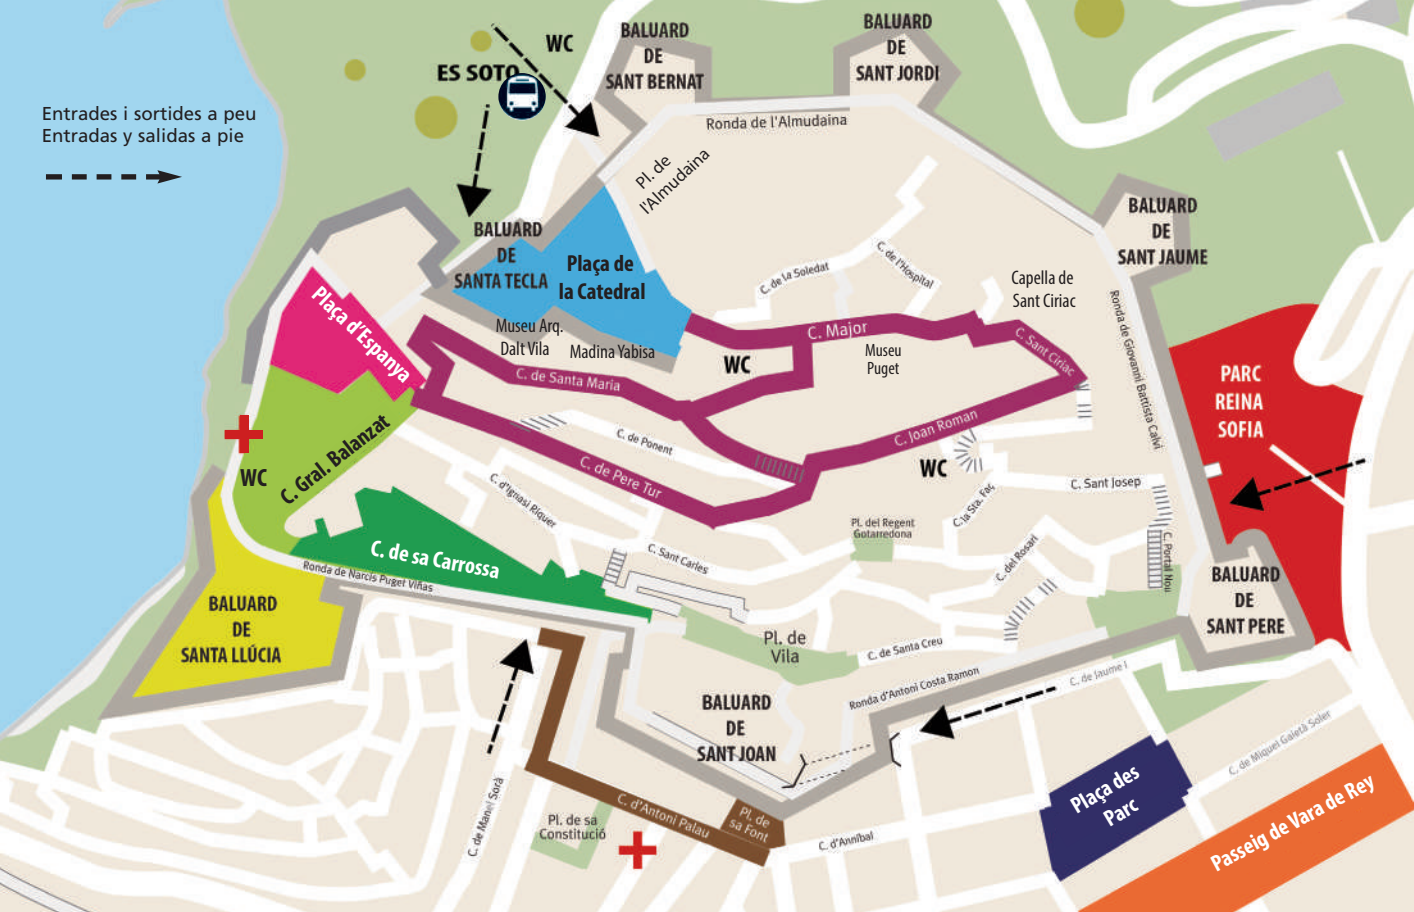 Entrades i sortides a peu
Entradas y salidas a pie
ES SOTO
WC
BALUARD
DE
SANT BERNAT
BALUARD
DE
SANT JORDI
Ronda de l'Almudaina
Pl. de
l'Almudaina
BALUARD
DE
SANT JAUME
BALUARD
DE
SANTA TECLA
Plaça de
la Catedral
C. de la Soledat
C. de l'Hospital
Capella de
Sant Ciriac
Ronda de Giovanni Battista Calvi
Plaça d'Espanya
Museu Arq.
Dalt Vila
Madina Yabisa
WC
C. Major
Museu
Puget
C. Sant Ciriac
C. de Santa Maria
PARC
REINA
SOFIA
C. Gral. Balanzat
WC
C. de Ponent
C. Joan Roman
WC
C. de Pere Tur
C. d'Ignasi Riquer
C. la Sta. Faç
C. Sant Josep
Pl. del Regent
Gotarredona
C. de sa Carrossa
C. Sant Carles
C. del Rosari
C. Portal Nou
Ronda de Narcís Puget Viñas
BALUARD
DE
SANTA LLÚCIA
BALUARD
DE
SANT PERE
Pl. de
Vila
C. de Santa Creu
Ronda d'Antoni Costa Ramon
C. de Jaume I
BALUARD
DE
SANT JOAN
C. de Miquel Gaietà Soler
C. de Manel Sorà
Pl. de sa
Constitució
C. d'Antoni Palau
Pl. de
sa Font
C. d'Anníbal
Plaça des
Parc
Passeig de Vara de Rey